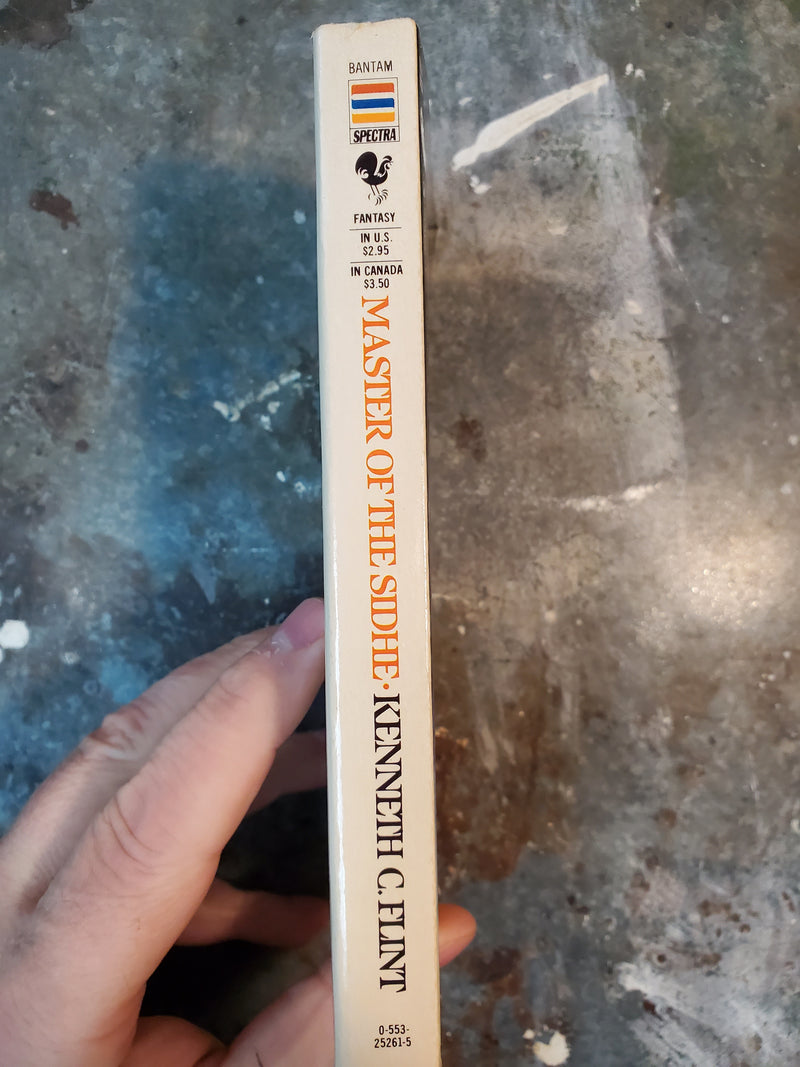 BANTAM
SPECTRA
FANTASY
IN U.S.
$2.95
IN CANADA
$3.50
MASTER OF THE SIDHE • KENNETH C. FLINT
0-553-
25261-5